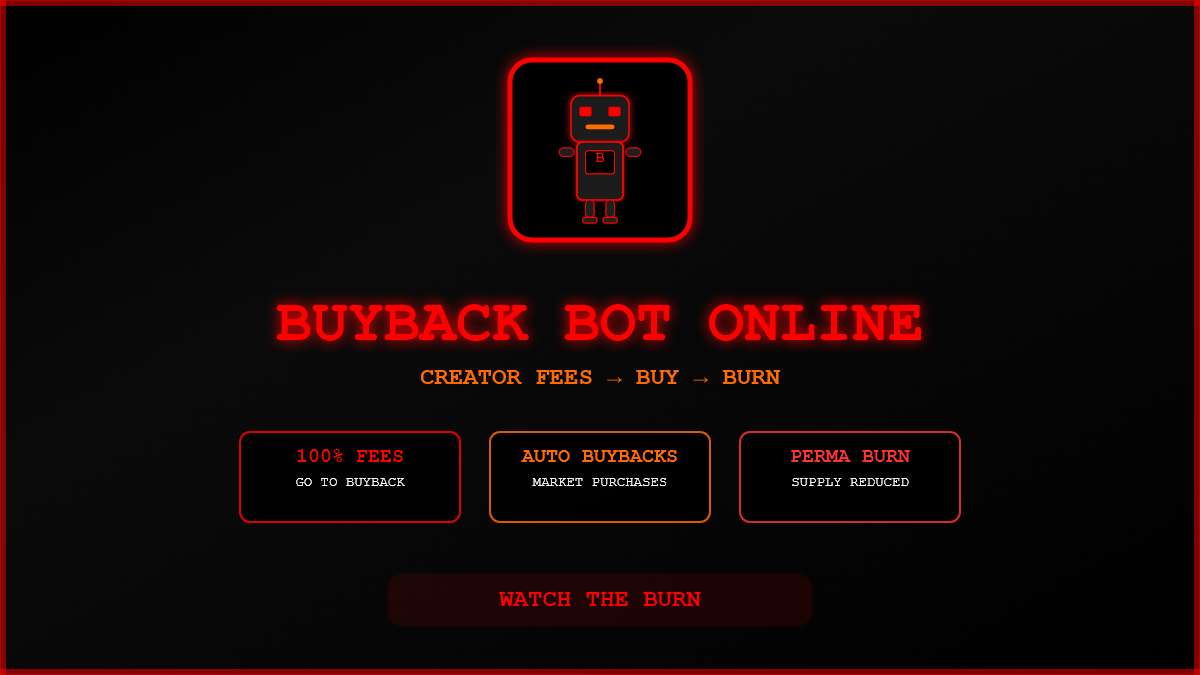 B
BUYBACK BOT ONLINE
CREATOR FEES → BUY → BURN
100% FEES
GO TO BUYBACK
AUTO BUYBACKS
MARKET PURCHASES
PERMA BURN
SUPPLY REDUCED
WATCH THE BURN